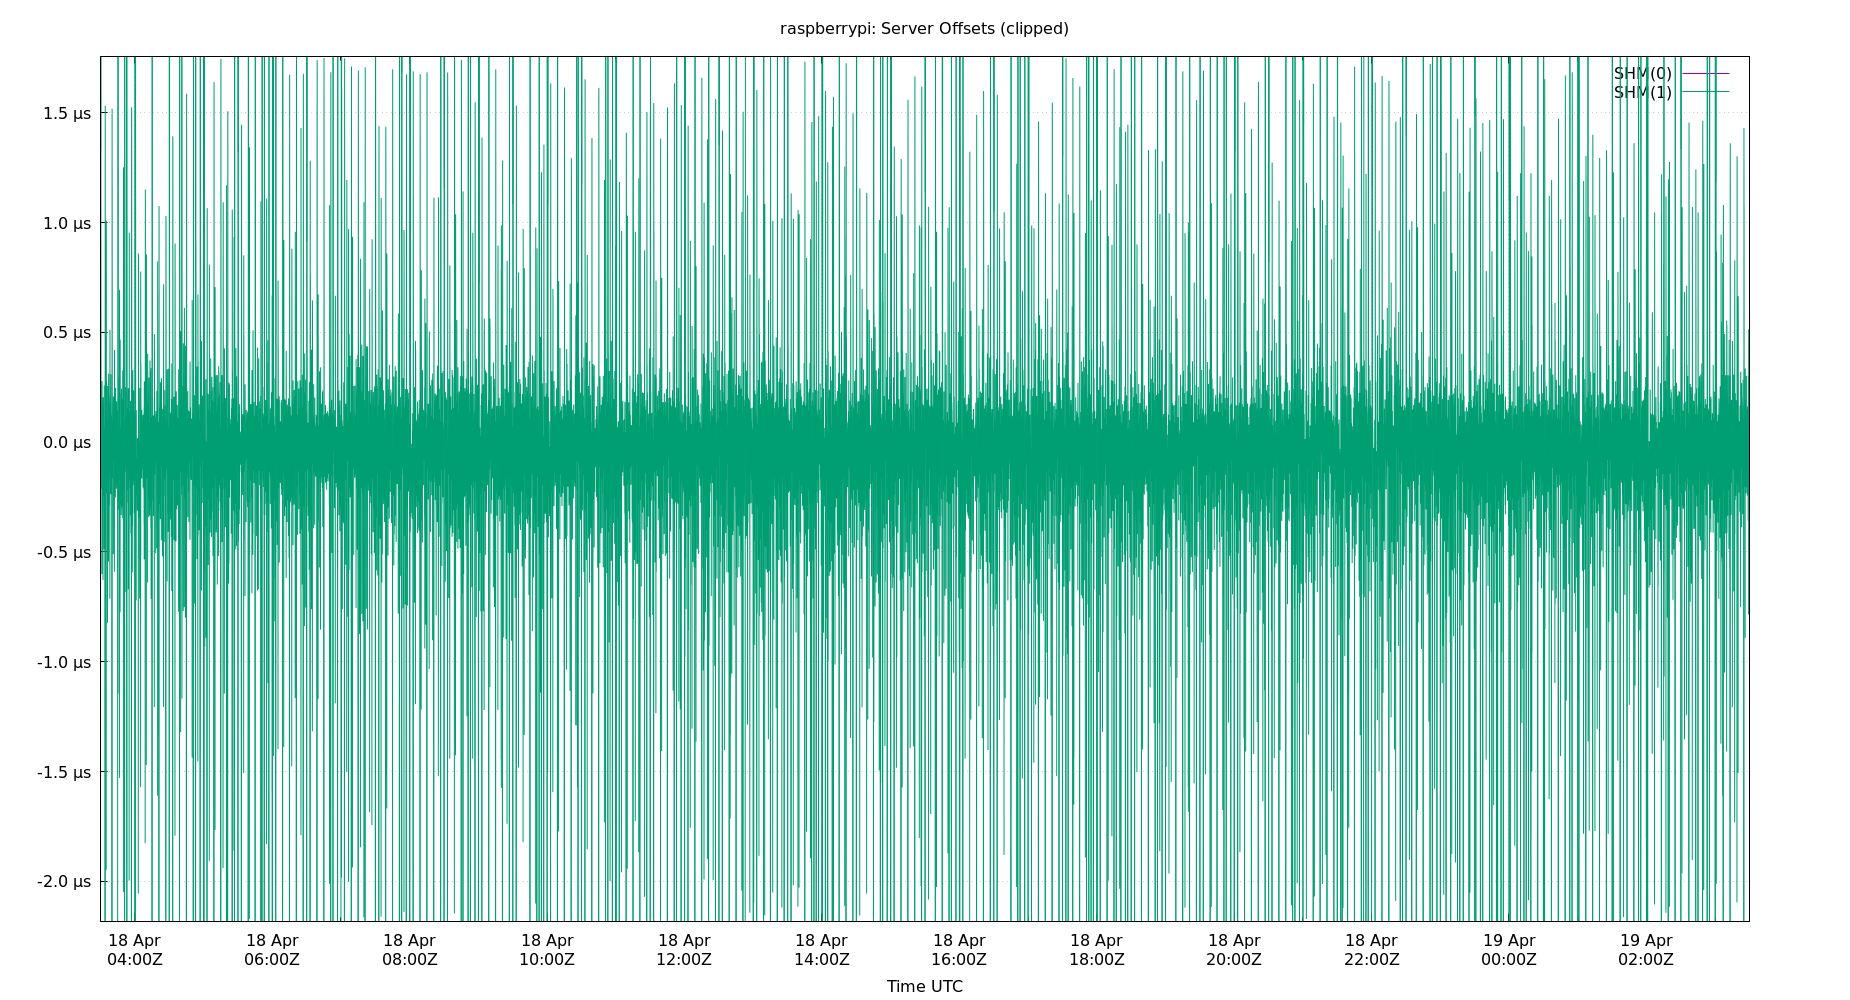 raspberrypi: Server Offsets (clipped)
SHM(0)
SHM(1)
1.5 µs
1.0 µs
0.5 µs
0.0 µs
-0.5 µs
-1.0 µs
-1.5 µs
-2.0 µs
18 Apr 18 Apr 18 Apr 18 Apr 18 Apr 18 Apr 18 Apr 18 Apr 18 Apr 18 Apr 19 Apr 19 Apr
04:00Z 06:00Z 08:00Z 10:00Z 12:00Z 14:00Z 16:00Z 18:00Z 20:00Z 22:00Z 00:00Z 02:00Z
Time UTC